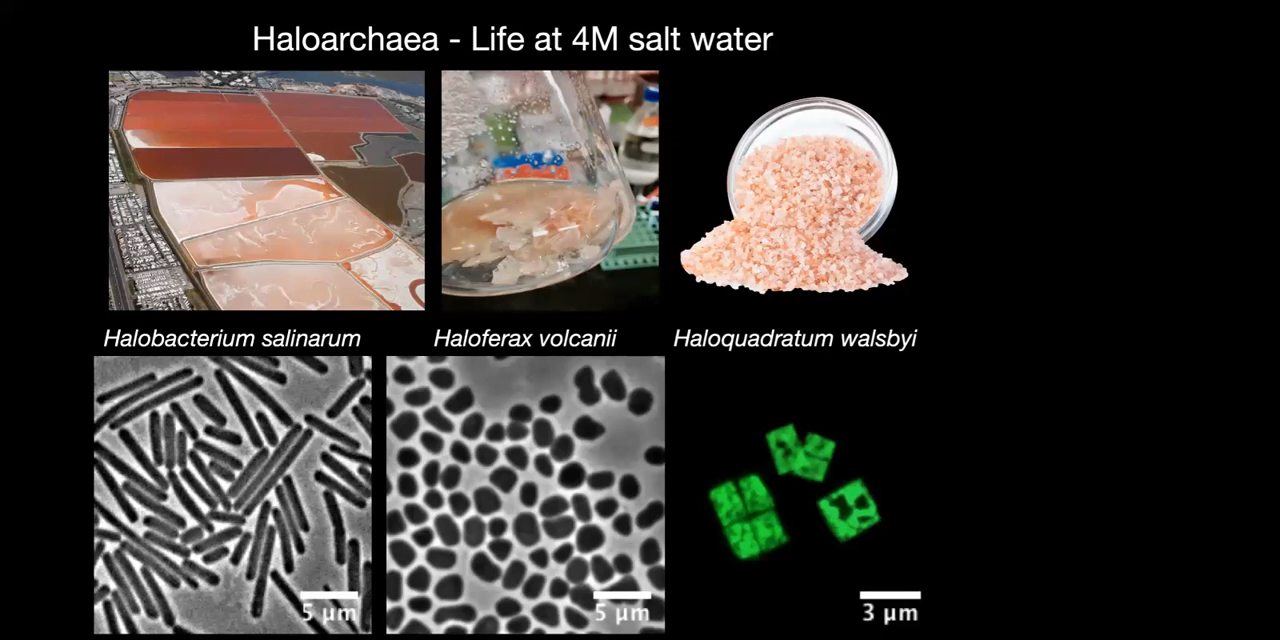 Haloarchaea - Life at 4M salt water
Halobacterium salinarum
Haloferax volcanii
Haloquadratum walsbyi
5 µm
5 µm
3 µm